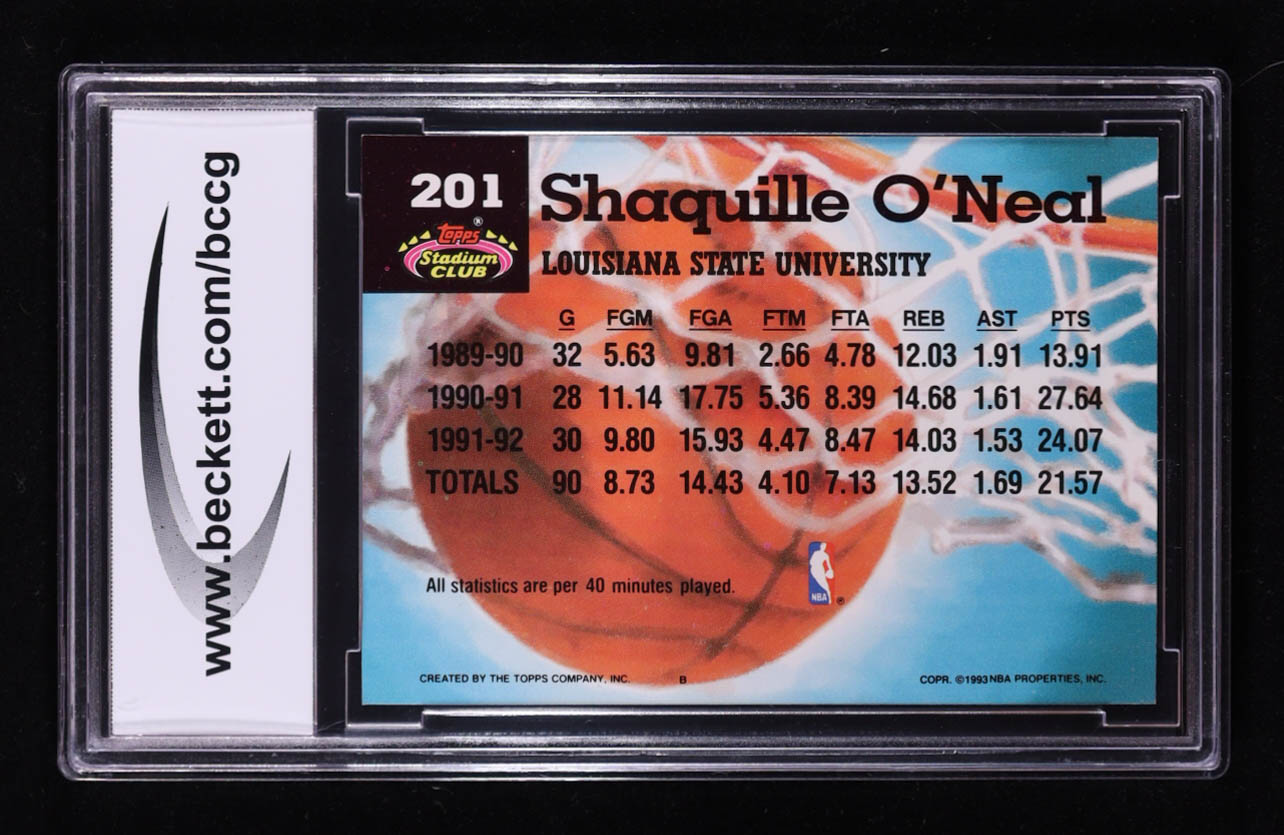 www.beckett.com/bccg
201
Topps®
Stadium
CLUB
Shaquille O'Neal
LOUISIANA STATE UNIVERSITY
G FGM FGA FTM FTA REB AST PTS
1989-90 32 5.63 9.81 2.66 4.78 12.03 1.91 13.91
1990-91 28 11.14 17.75 5.36 8.39 14.68 1.61 27.64
1991-92 30 9.80 15.93 4.47 8.47 14.03 1.53 24.07
TOTALS 90 8.73 14.43 4.10 7.13 13.52 1.69 21.57
All statistics are per 40 minutes played.
NBA®
CREATED BY THE TOPPS COMPANY, INC. B COPR. ©1993 NBA PROPERTIES, INC.